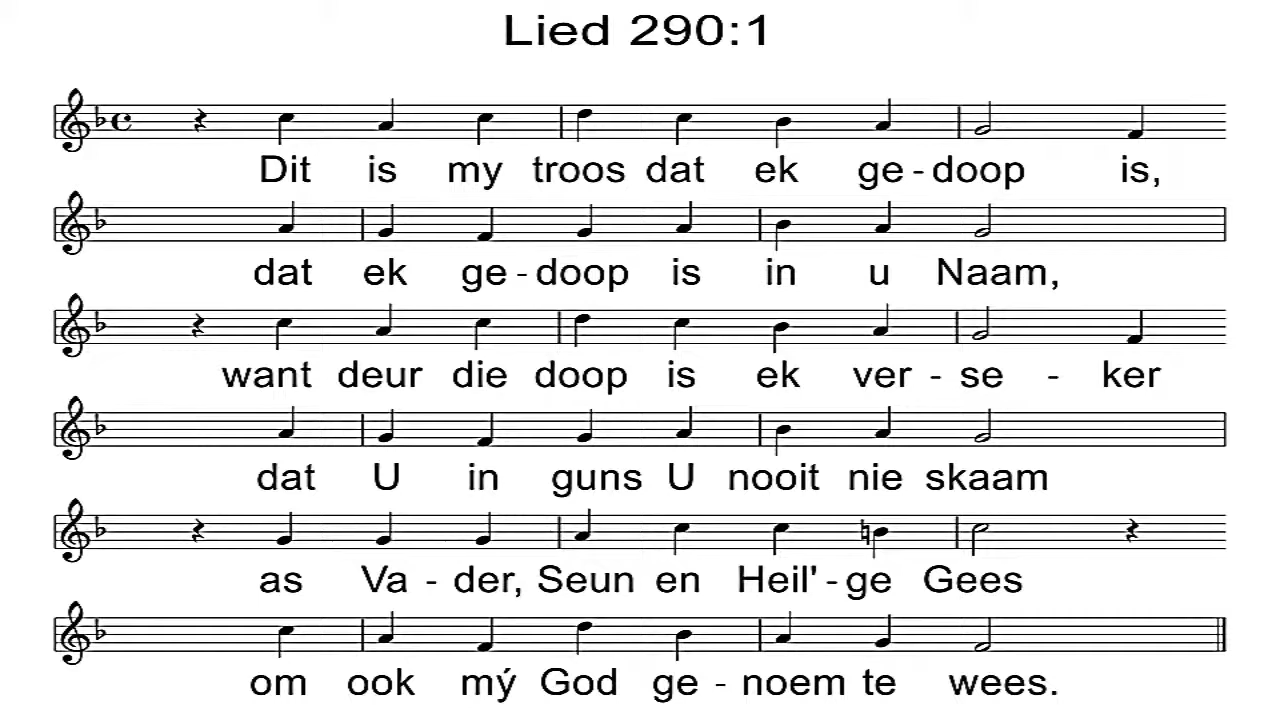 Lied 290:1
Dit is my troos dat ek ge-doop is,
dat ek ge-doop is in u Naam,
want deur die doop is ek ver-se-ker
dat U in guns U nooit nie skaam
as Va-der, Seun en Heil'-ge Gees
om ook mý God ge-noem te wees.